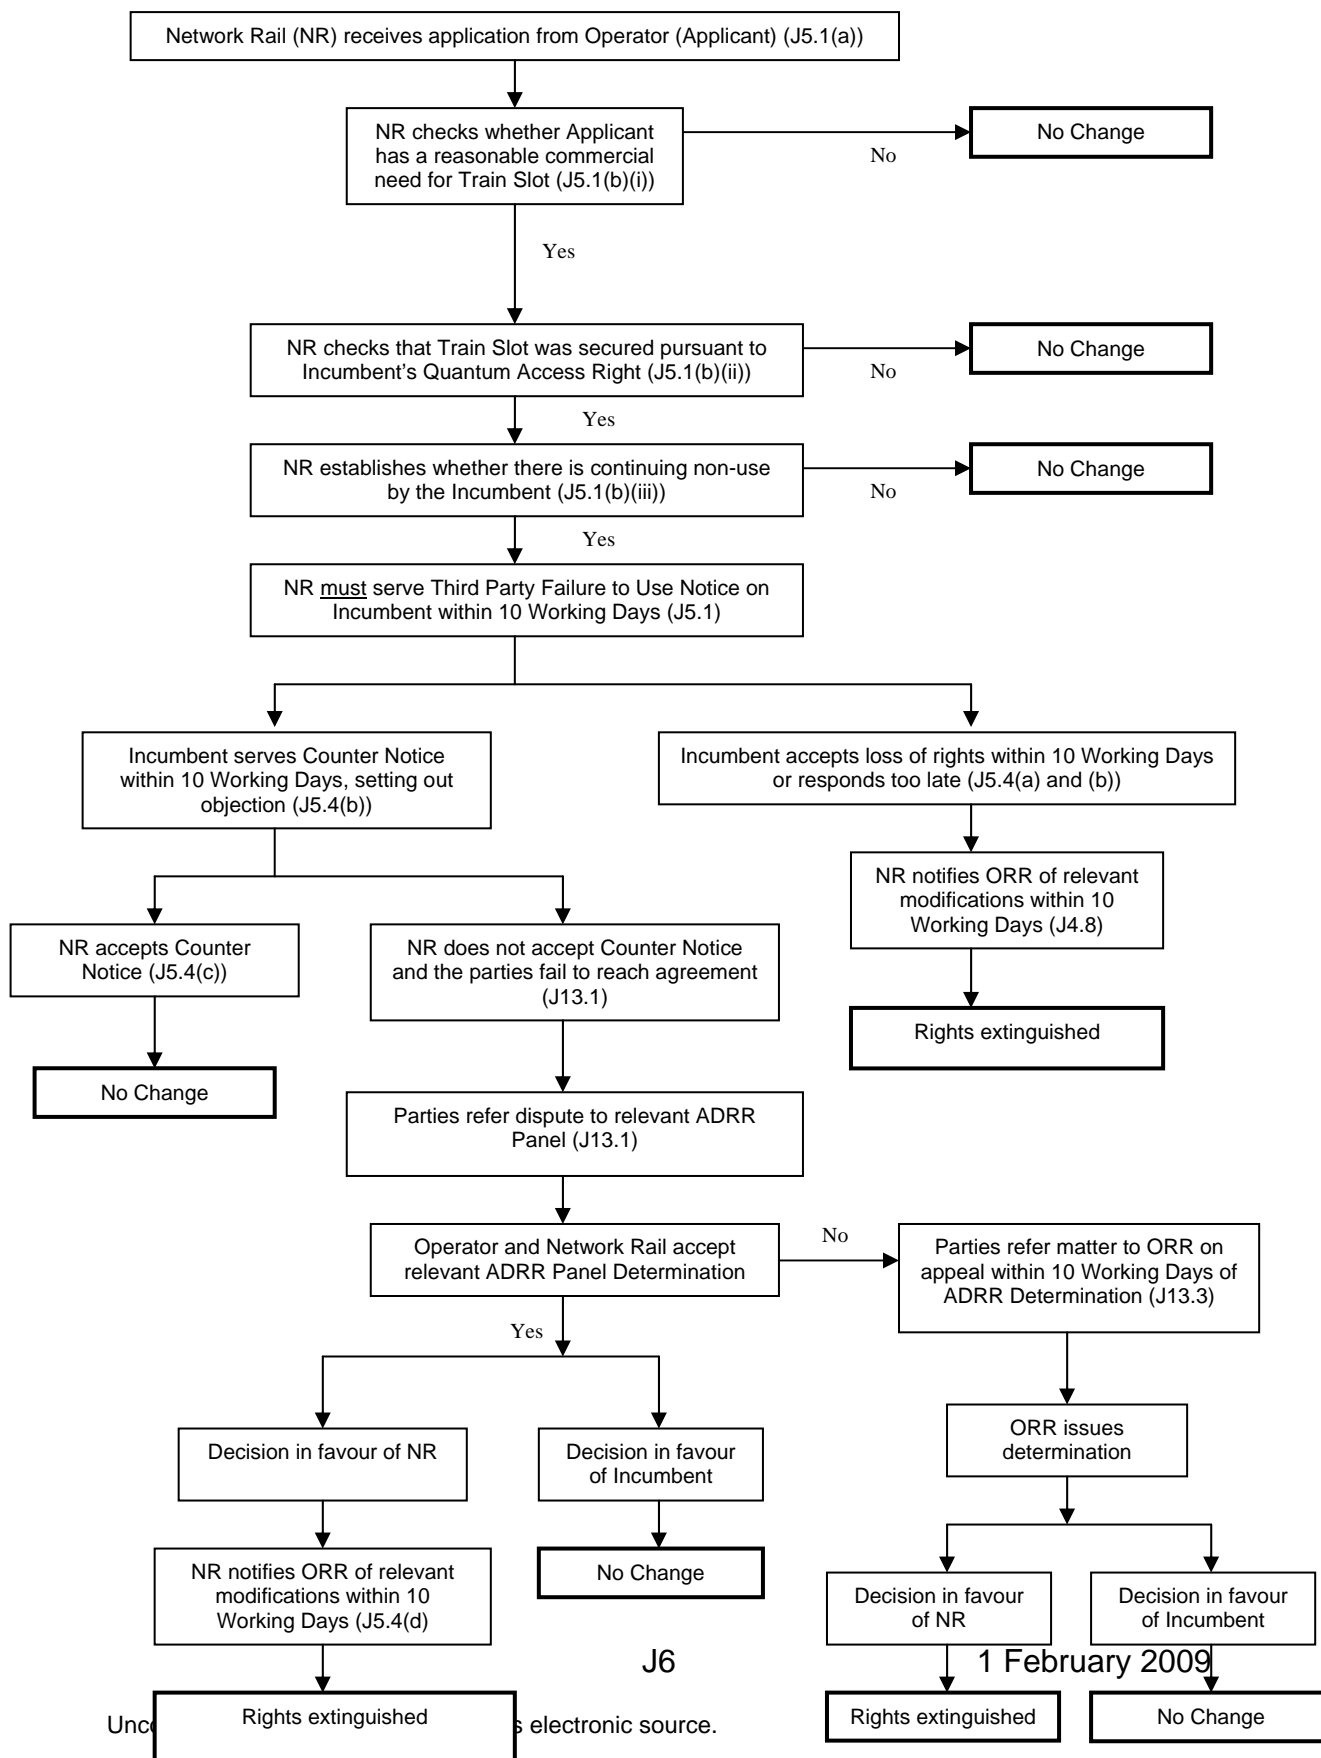 Network Rail (NR) receives application from Operator (Applicant) (J5.1(a))
NR checks whether Applicant
has a reasonable commercial
need for Train Slot (J5.1(b)(i))
No
No Change
Yes
NR checks that Train Slot was secured pursuant to
Incumbent's Quantum Access Right (J5.1(b)(ii))
No
No Change
Yes
NR establishes whether there is continuing non-use
by the Incumbent (J5.1(b)(iii))
No
No Change
Yes
NR must serve Third Party Failure to Use Notice on
Incumbent within 10 Working Days (J5.1)
Incumbent serves Counter Notice
within 10 Working Days, setting out
objection (J5.4(b))
Incumbent accepts loss of rights within 10 Working Days
or responds too late (J5.4(a) and (b))
NR notifies ORR of relevant
modifications within 10
Working Days (J4.8)
Rights extinguished
NR accepts Counter
Notice (J5.4(c))
No Change
NR does not accept Counter Notice
and the parties fail to reach agreement
(J13.1)
Parties refer dispute to relevant ADRR
Panel (J13.1)
Operator and Network Rail accept
relevant ADRR Panel Determination
No
Parties refer matter to ORR on
appeal within 10 Working Days of
ADRR Determination (J13.3)
Yes
Decision in favour of NR
Decision in favour
of Incumbent
ORR issues
determination
NR notifies ORR of relevant
modifications within 10
Working Days (J5.4(d)
No Change
Decision in favour
of NR
Decision in favour
of Incumbent
J6
1 February 2009
Rights extinguished
Rights extinguished
No Change
electronic source.